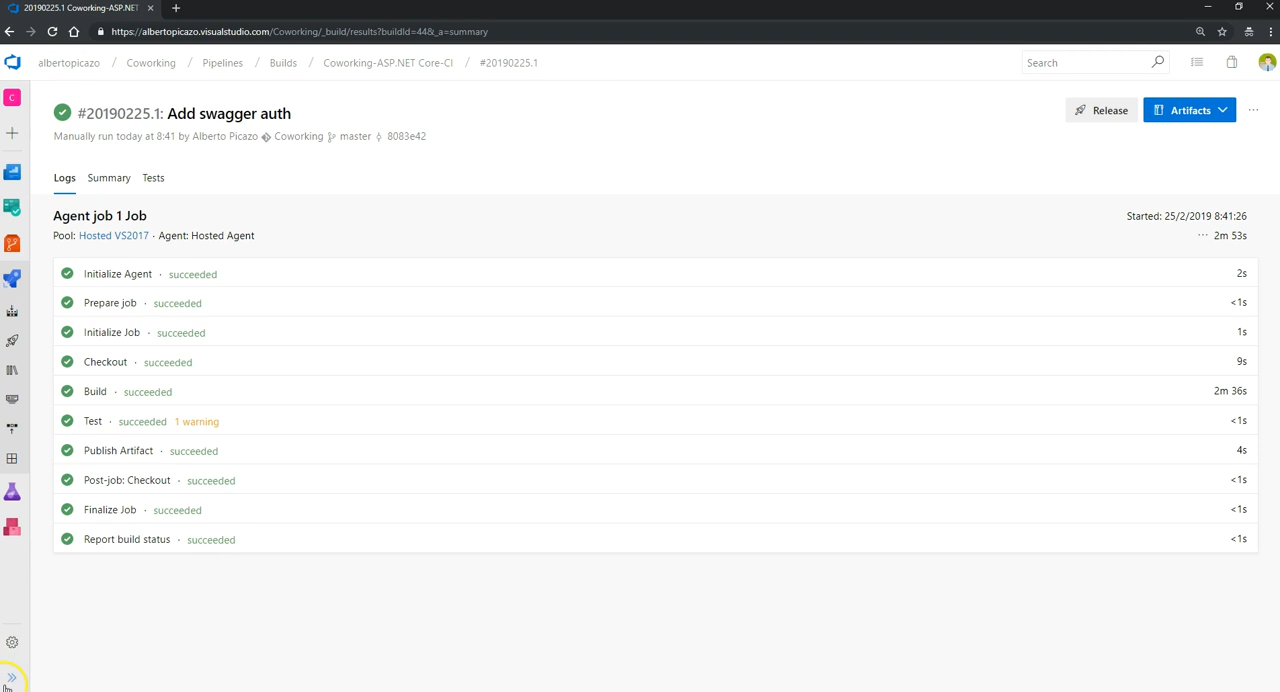 20190225.1 Coworking-ASP.NET
https://albertopicazo.visualstudio.com/Coworking/_build/results?buildId=44&_a=summary
albertopicazo / Coworking / Pipelines / Builds / Coworking-ASP.NET Core-CI / #20190225.1
Search
C
#20190225.1: Add swagger auth
Release
Artifacts
Manually run today at 8:41 by Alberto Picazo Coworking master 8083e42
Logs Summary Tests
Agent job 1 Job
Started: 25/2/2019 8:41:26
Pool: Hosted VS2017 · Agent: Hosted Agent
··· 2m 53s
Initialize Agent · succeeded 2s
Prepare job · succeeded <1s
Initialize Job · succeeded 1s
Checkout · succeeded 9s
Build · succeeded 2m 36s
Test · succeeded 1 warning <1s
Publish Artifact · succeeded 4s
Post-job: Checkout · succeeded <1s
Finalize Job · succeeded <1s
Report build status · succeeded <1s